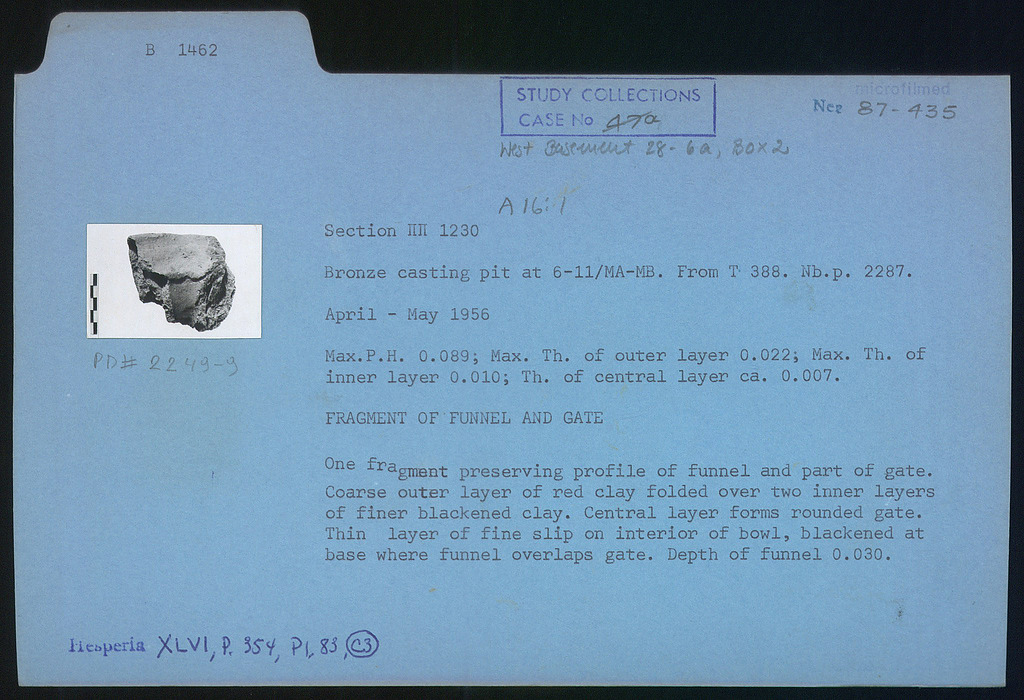 B 1462
microfilmed
Neg 87-435
STUDY COLLECTIONS
CASE No 47a
West Basement 28-6a, Box 2
A 16:1
Section ΠΠ 1230
Bronze casting pit at 6-11/MA-MB. From T 388. Nb.p. 2287.
April - May 1956
PD# 2249-9
Max.P.H. 0.089; Max. Th. of outer layer 0.022; Max. Th. of
inner layer 0.010; Th. of central layer ca. 0.007.
FRAGMENT OF FUNNEL AND GATE
One fragment preserving profile of funnel and part of gate.
Coarse outer layer of red clay folded over two inner layers
of finer blackened clay. Central layer forms rounded gate.
Thin layer of fine slip on interior of bowl, blackened at
base where funnel overlaps gate. Depth of funnel 0.030.
Hesperia XLVI, P. 354, Pl. 83, C3